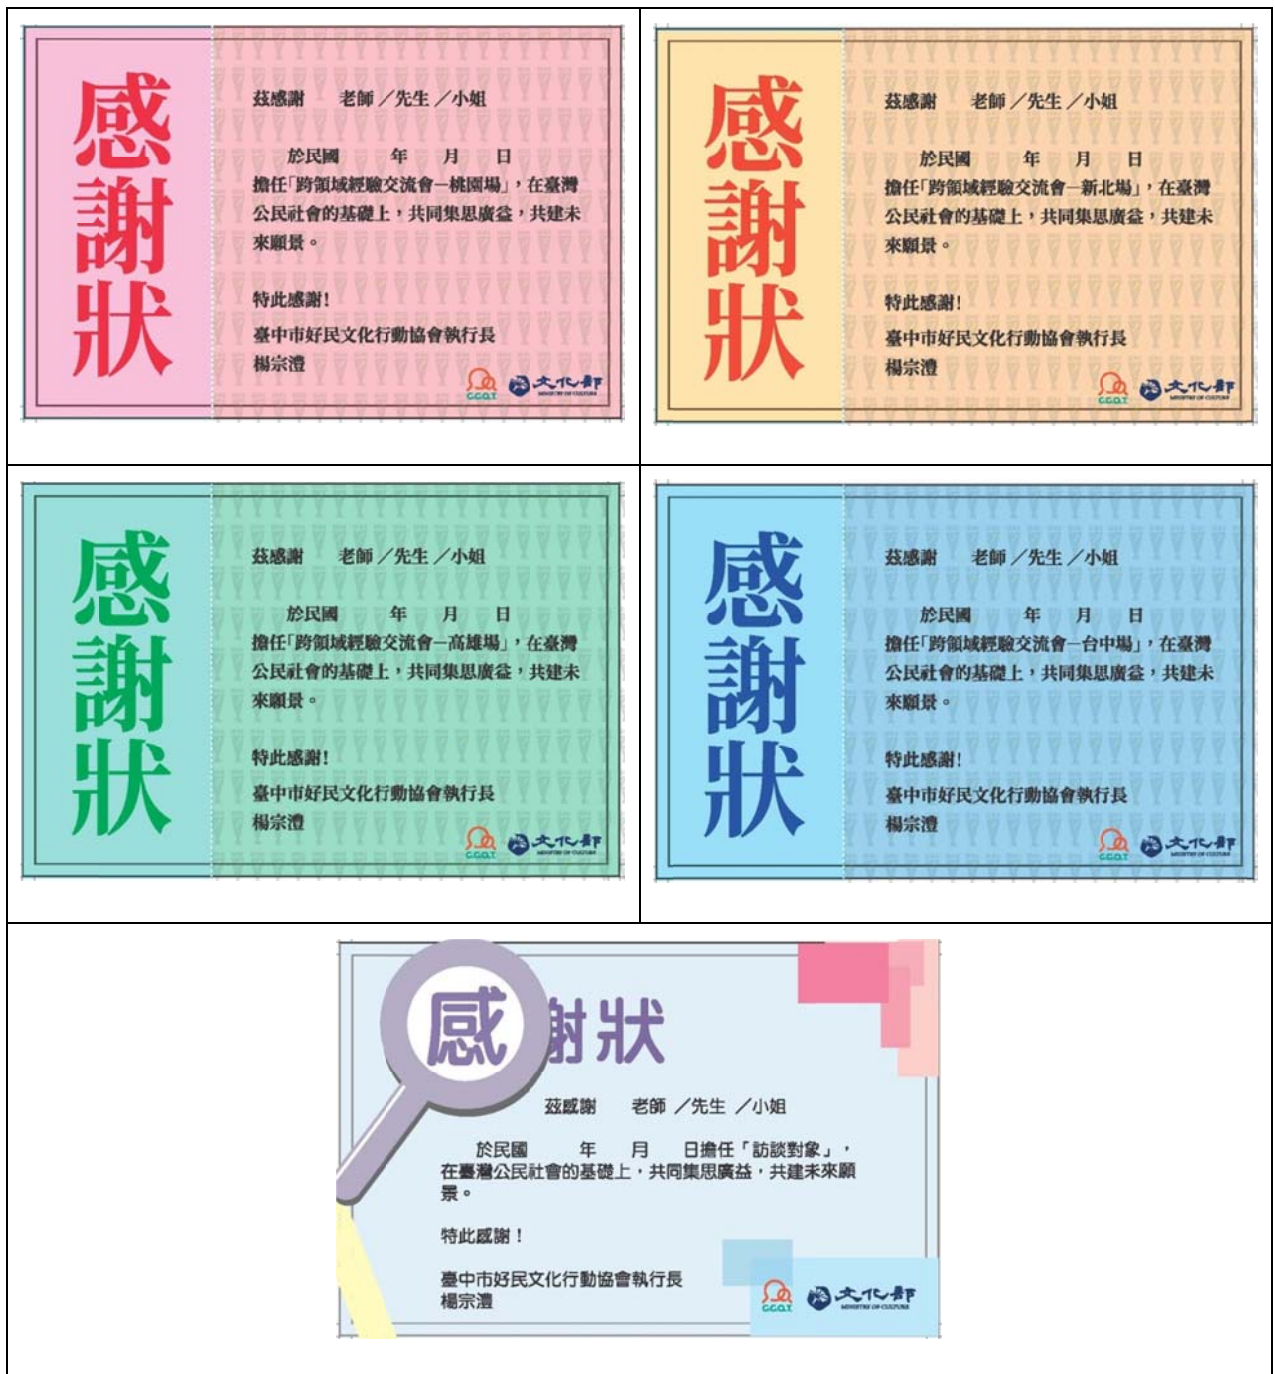 感謝狀
茲感謝 老師／先生／小姐
於民國 年 月 日
擔任「跨領域經驗交流會－桃園場」，在臺灣
公民社會的基礎上，共同集思廣益，共建未
來願景。
特此感謝!
臺中市好民文化行動協會執行長
楊宗澧
G.G.Q.T.
文化部
MINISTRY OF CULTURE
感謝狀
茲感謝 老師／先生／小姐
於民國 年 月 日
擔任「跨領域經驗交流會－新北場」，在臺灣
公民社會的基礎上，共同集思廣益，共建未
來願景。
特此感謝!
臺中市好民文化行動協會執行長
楊宗澧
文化部
MINISTRY OF CULTURE
感謝狀
茲感謝 老師／先生／小姐
於民國 年 月 日
擔任「跨領域經驗交流會－高雄場」，在臺灣
公民社會的基礎上，共同集思廣益，共建未
來願景。
特此感謝!
臺中市好民文化行動協會執行長
楊宗澧
文化部
MINISTRY OF CULTURE
感謝狀
茲感謝 老師／先生／小姐
於民國 年 月 日
擔任「跨領域經驗交流會－台中場」，在臺灣
公民社會的基礎上，共同集思廣益，共建未
來願景。
特此感謝!
臺中市好民文化行動協會執行長
楊宗澧
文化部
MINISTRY OF CULTURE
感謝狀
茲感謝 老師／先生／小姐
於民國 年 月 日擔任「訪談對象」，
在臺灣公民社會的基礎上，共同集思廣益，共建未來願
景。
特此感謝！
臺中市好民文化行動協會執行長
楊宗澧
文化部
MINISTRY OF CULTURE